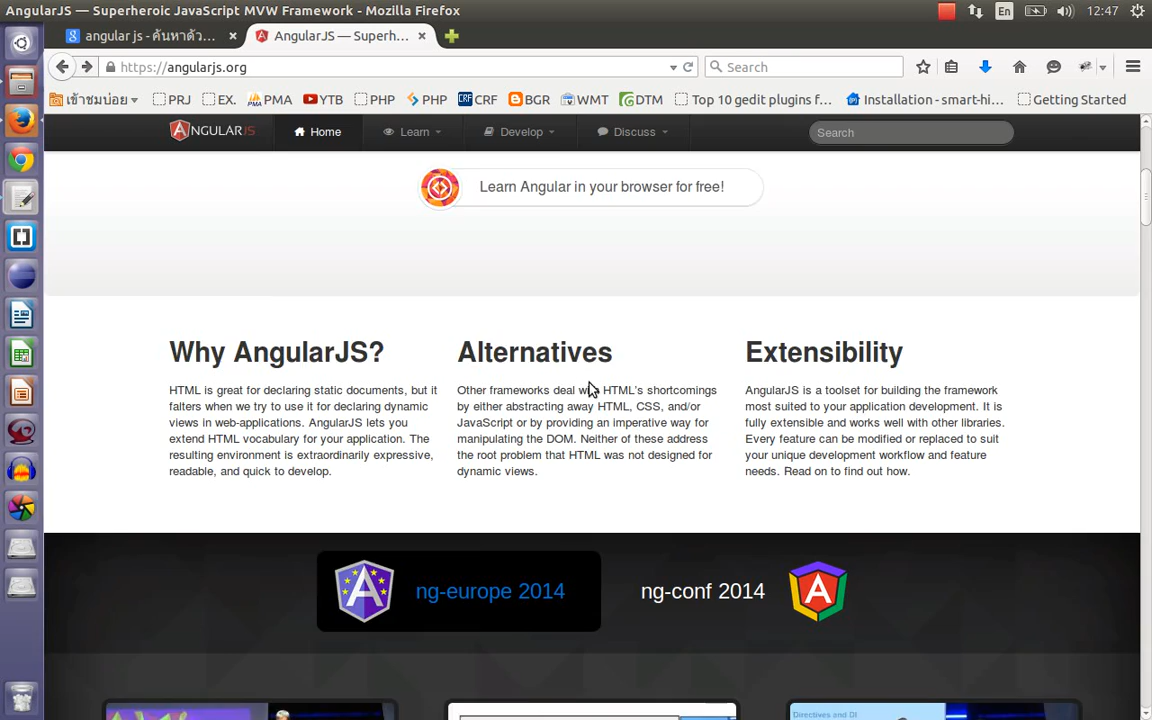 AngularJS — Superheroic JavaScript MVW Framework - Mozilla Firefox
En
12:47
angular js - ค้นหาด้ว...
AngularJS — Superh...
https://angularjs.org
Search
เข้าชมบ่อย
PRJ
EX.
PMA
YTB
PHP
PHP
CRF
BGR
WMT
DTM
Top 10 gedit plugins f...
Installation - smart-hi...
Getting Started
ANGULARJS
Home
Learn
Develop
Discuss
Search
Learn Angular in your browser for free!
Why AngularJS?
HTML is great for declaring static documents, but it
falters when we try to use it for declaring dynamic
views in web-applications. AngularJS lets you
extend HTML vocabulary for your application. The
resulting environment is extraordinarily expressive,
readable, and quick to develop.
Alternatives
Other frameworks deal with HTML's shortcomings
by either abstracting away HTML, CSS, and/or
JavaScript or by providing an imperative way for
manipulating the DOM. Neither of these address
the root problem that HTML was not designed for
dynamic views.
Extensibility
AngularJS is a toolset for building the framework
most suited to your application development. It is
fully extensible and works well with other libraries.
Every feature can be modified or replaced to suit
your unique development workflow and feature
needs. Read on to find out how.
ng-europe 2014
ng-conf 2014
Directives and DI